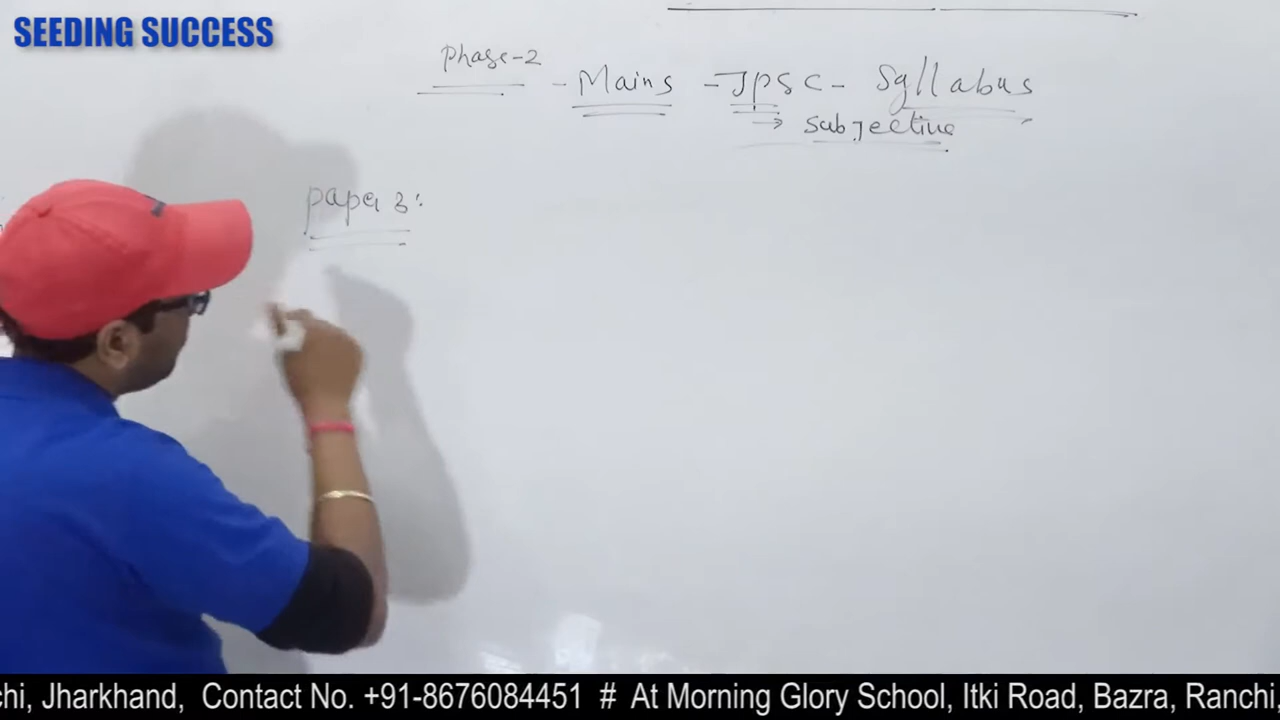 SEEDING SUCCESS
Phase-2 - Mains - JPSC - Syllabus
→ Subjective
Paper 3:
chi, Jharkhand, Contact No. +91-8676084451 # At Morning Glory School, Itki Road, Bazra, Ranchi,